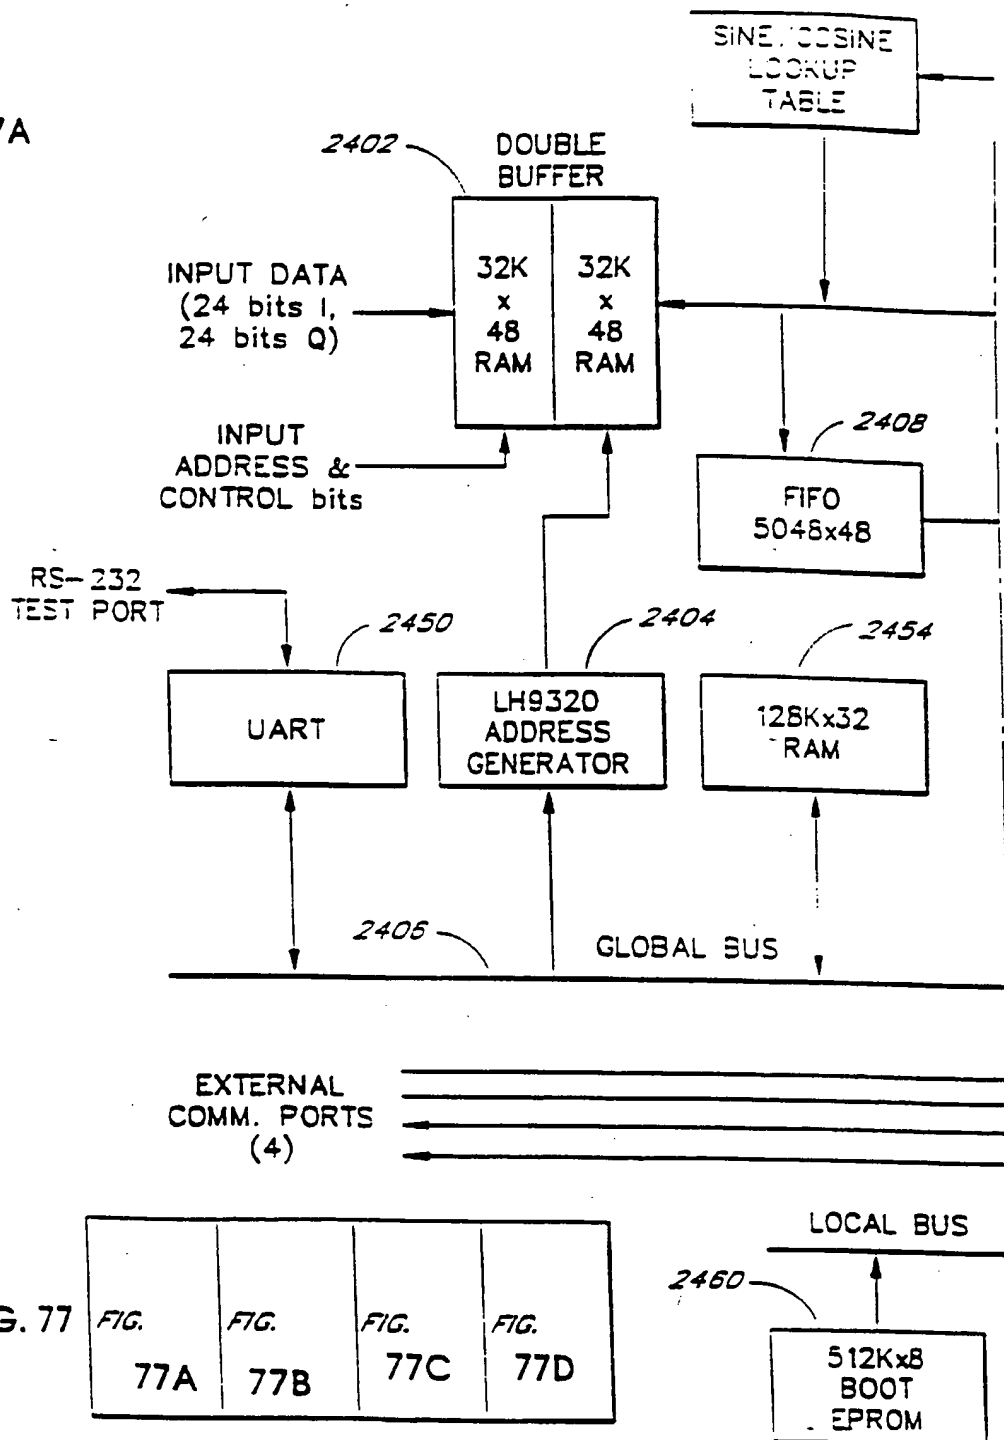 SINE/COSINE
LOOKUP
TABLE
7A
2402
DOUBLE
BUFFER
INPUT DATA
(24 bits I,
24 bits Q)
32K
x
48
RAM
32K
x
48
RAM
INPUT
ADDRESS &
CONTROL bits
2408
FIFO
5048x48
RS-232
TEST PORT
2450
UART
2404
LH9320
ADDRESS
GENERATOR
2454
128Kx32
RAM
2406
GLOBAL BUS
EXTERNAL
COMM. PORTS
(4)
LOCAL BUS
2460
512Kx8
BOOT
EPROM
G. 77
FIG.
77A
FIG.
77B
FIG.
77C
FIG.
77D